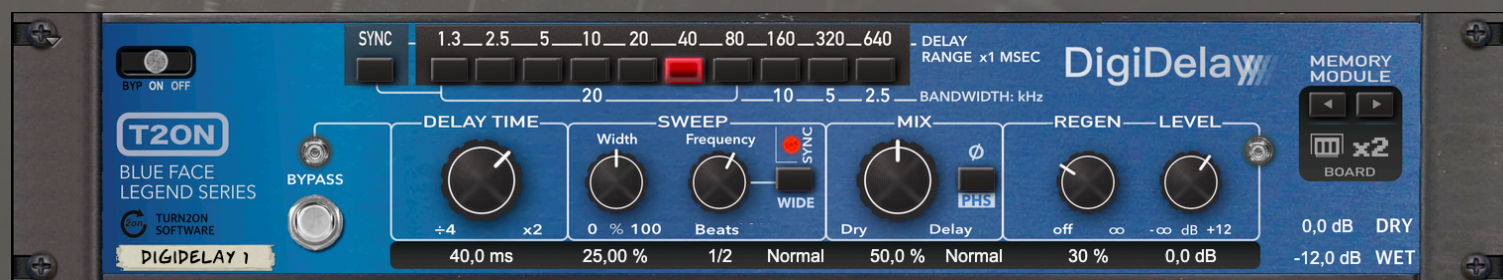 SYNC 1.3 2.5 5 10 20 40 80 160 320 640 DELAY
RANGE x1 MSEC
DigiDelay
BYP ON OFF
20 10 5 2.5 BANDWIDTH: kHz
MEMORY
MODULE
T2ON
BLUE FACE
LEGEND SERIES
2on TURN2ON
SOFTWARE
DIGIDELAY 1
BYPASS
DELAY TIME
÷4 x2
40,0 ms
SWEEP
Width Frequency SYNC
WIDE
0 % 100 Beats
25,00 % 1/2 Normal
MIX
Ø
PHS
Dry Delay
50,0 % Normal
REGEN LEVEL
off ∞ -∞ dB +12
30 % 0,0 dB
x2
BOARD
0,0 dB DRY
-12,0 dB WET